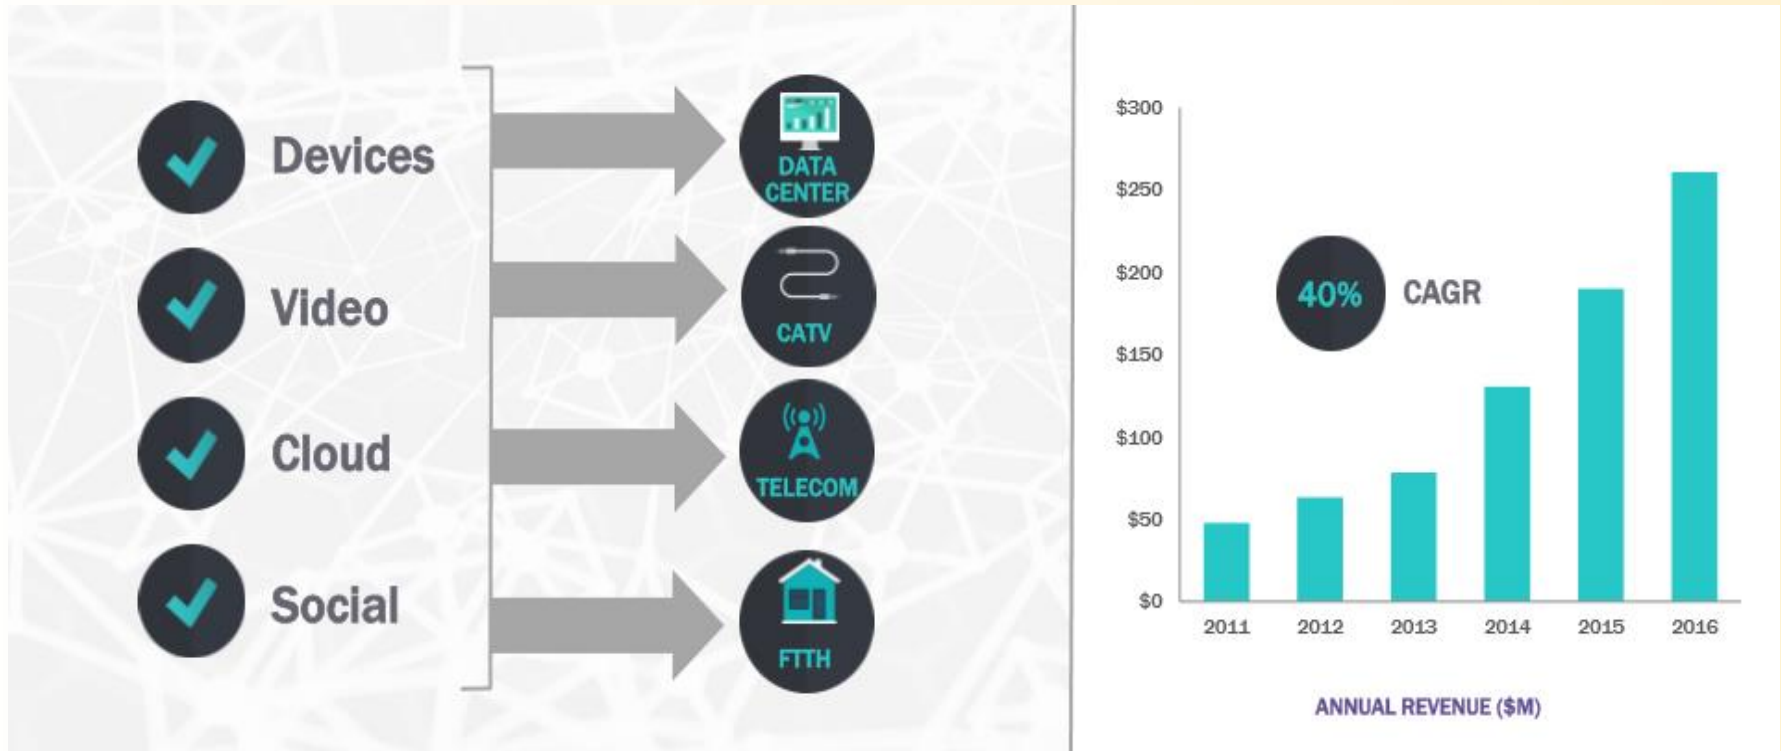 Devices
Video
Cloud
Social
DATA
CENTER
CATV
TELECOM
FTTH
$300
$250
$200
$150
$100
$50
$0
40% CAGR
2011 2012 2013 2014 2015 2016
ANNUAL REVENUE ($M)